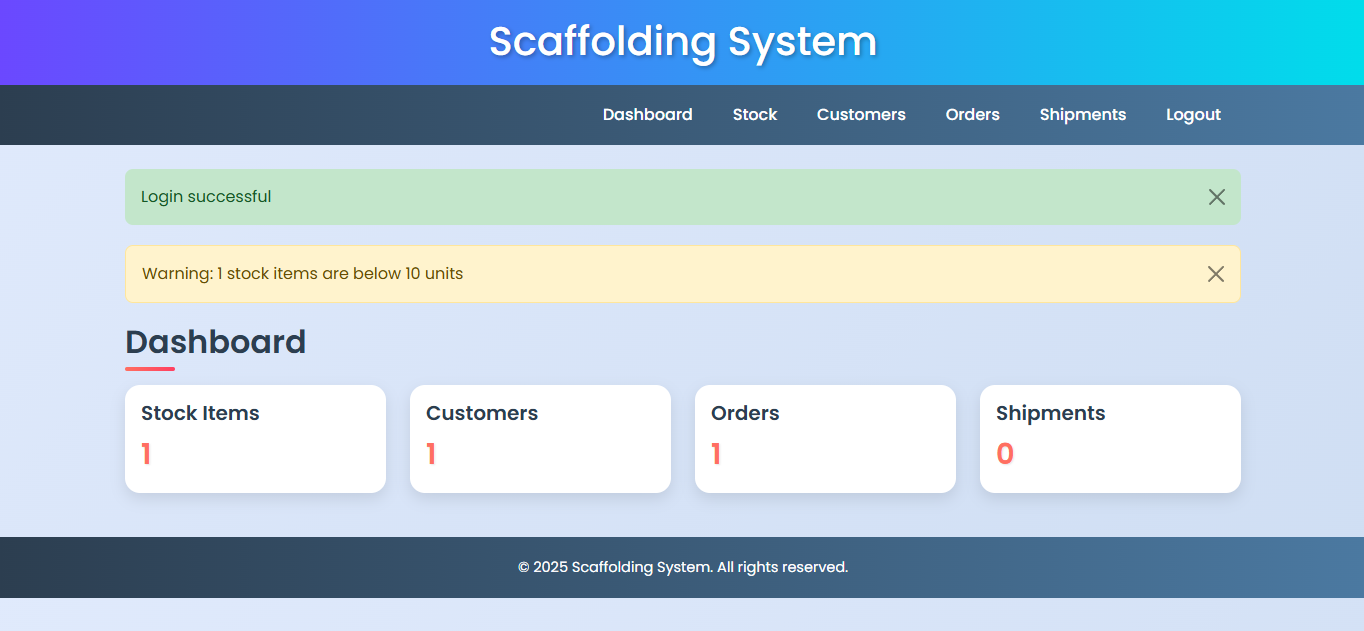 Scaffolding System
Dashboard Stock Customers Orders Shipments Logout
Login successful
Warning: 1 stock items are below 10 units
Dashboard
Stock Items
1
Customers
1
Orders
1
Shipments
0
© 2025 Scaffolding System. All rights reserved.